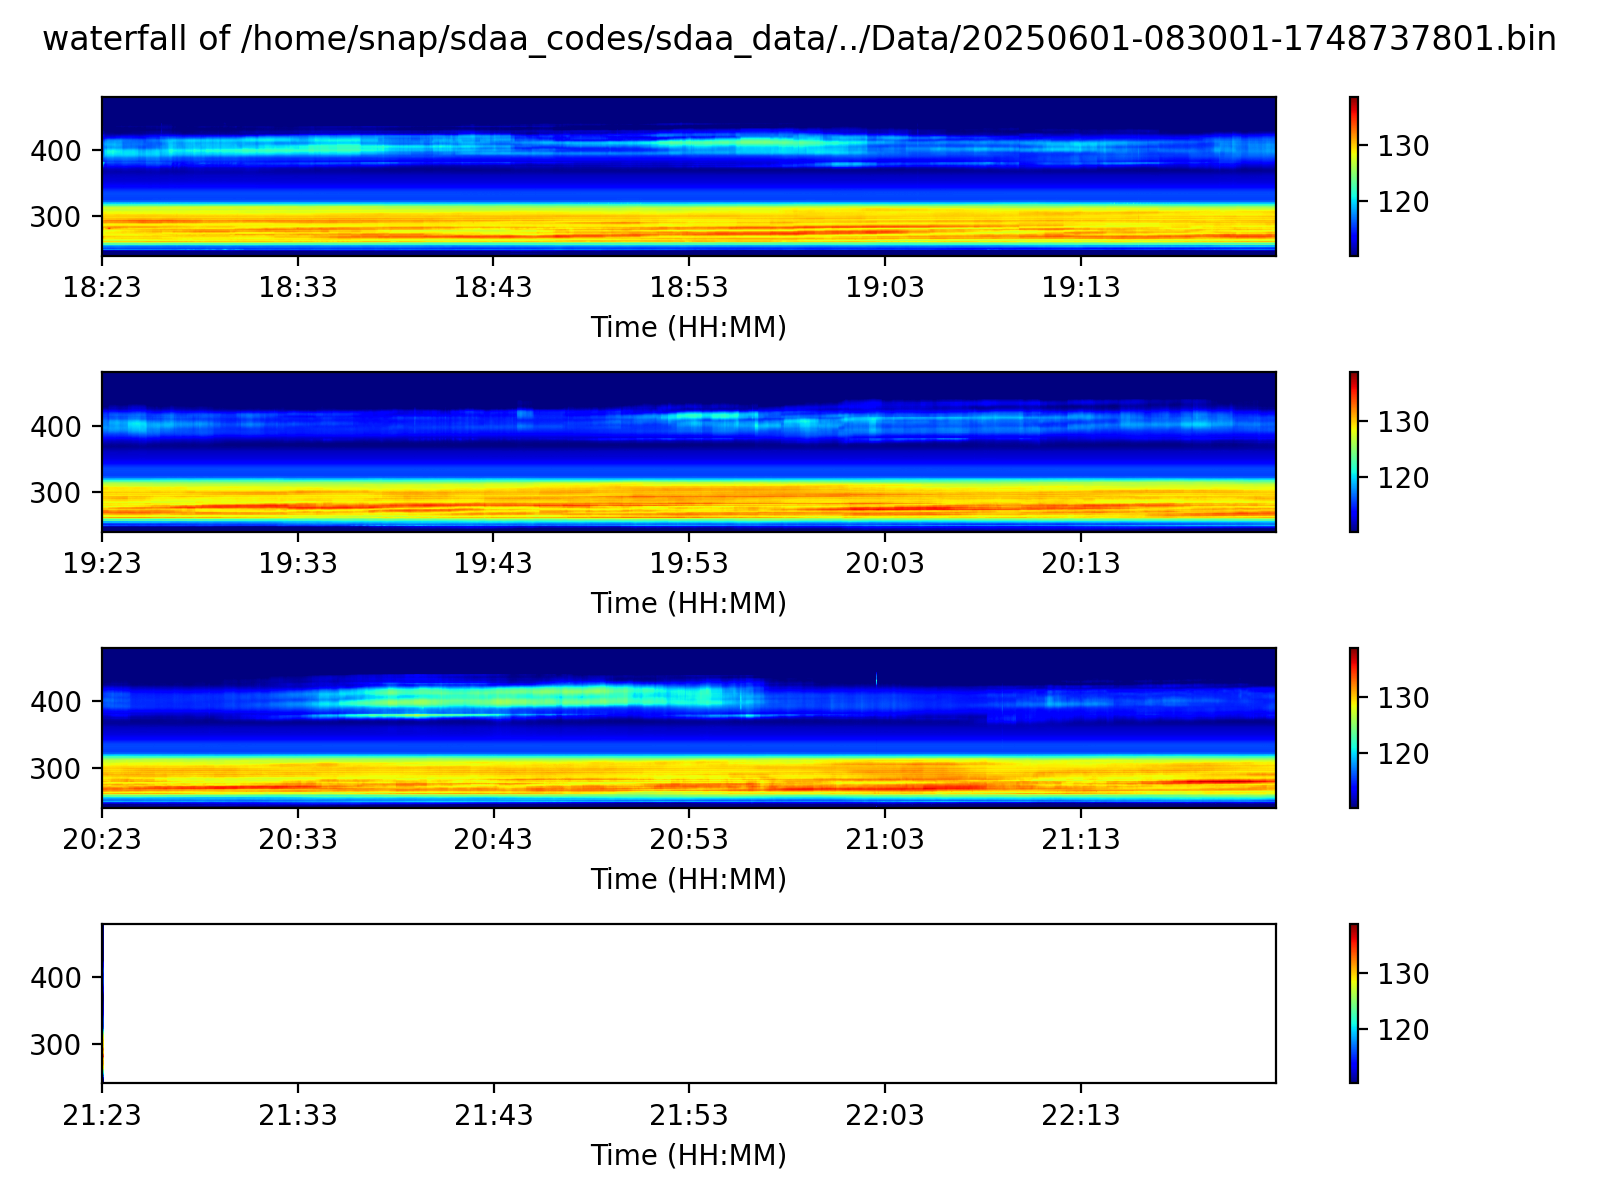 waterfall of /home/snap/sdaa_codes/sdaa_data/../Data/20250601-083001-1748737801.bin
400
300
130
120
18:23 18:33 18:43 18:53 19:03 19:13
Time (HH:MM)
400
300
130
120
19:23 19:33 19:43 19:53 20:03 20:13
Time (HH:MM)
400
300
130
120
20:23 20:33 20:43 20:53 21:03 21:13
Time (HH:MM)
400
300
130
120
21:23 21:33 21:43 21:53 22:03 22:13
Time (HH:MM)